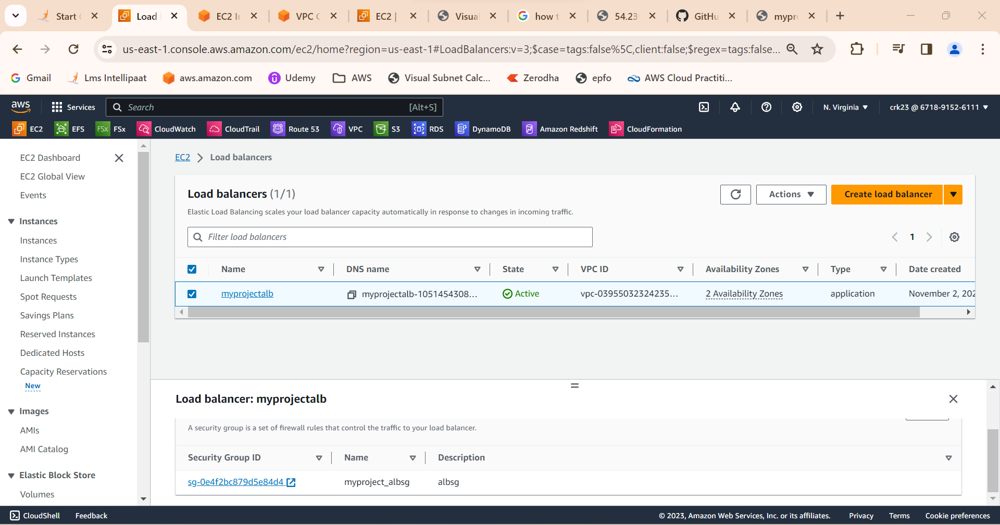 Start
Load
EC2 In
VPC
EC2 |
Visual
how t
54.23
GitHu
mypr
us-east-1.console.aws.amazon.com/ec2/home?region=us-east-1#LoadBalancers:v=3;$case=tags:false%5C,client:false;$regex=tags:false...
Gmail
Lms Intellipaat
aws.amazon.com
Udemy
AWS
Visual Subnet Calc...
Zerodha
epfo
AWS Cloud Practiti...
aws
Services
Search
[Alt+S]
N. Virginia
crk23 @ 6718-9152-6111
EC2
EFS
FSx
FSx
CloudWatch
CloudTrail
Route 53
VPC
S3
RDS
DynamoDB
Amazon Redshift
CloudFormation
EC2 Dashboard
EC2 Global View
Events
Instances
Instances
Instance Types
Launch Templates
Spot Requests
Savings Plans
Reserved Instances
Dedicated Hosts
Capacity Reservations
New
Images
AMIs
AMI Catalog
Elastic Block Store
Volumes
EC2 > Load balancers
Load balancers (1/1)
Actions
Create load balancer
Elastic Load Balancing scales your load balancer capacity automatically in response to changes in incoming traffic.
Filter load balancers
1
Name DNS name State VPC ID Availability Zones Type Date created
myprojectalb myprojectalb-1051454308... Active vpc-03955032324235... 2 Availability Zones application November 2, 202
Load balancer: myprojectalb
A security group is a set of firewall rules that control the traffic to your load balancer.
Security Group ID Name Description
sg-0e4f2bc879d5e84d4 myproject_albsg albsg
CloudShell
Feedback
© 2023, Amazon Web Services, Inc. or its affiliates.
Privacy
Terms
Cookie preferences